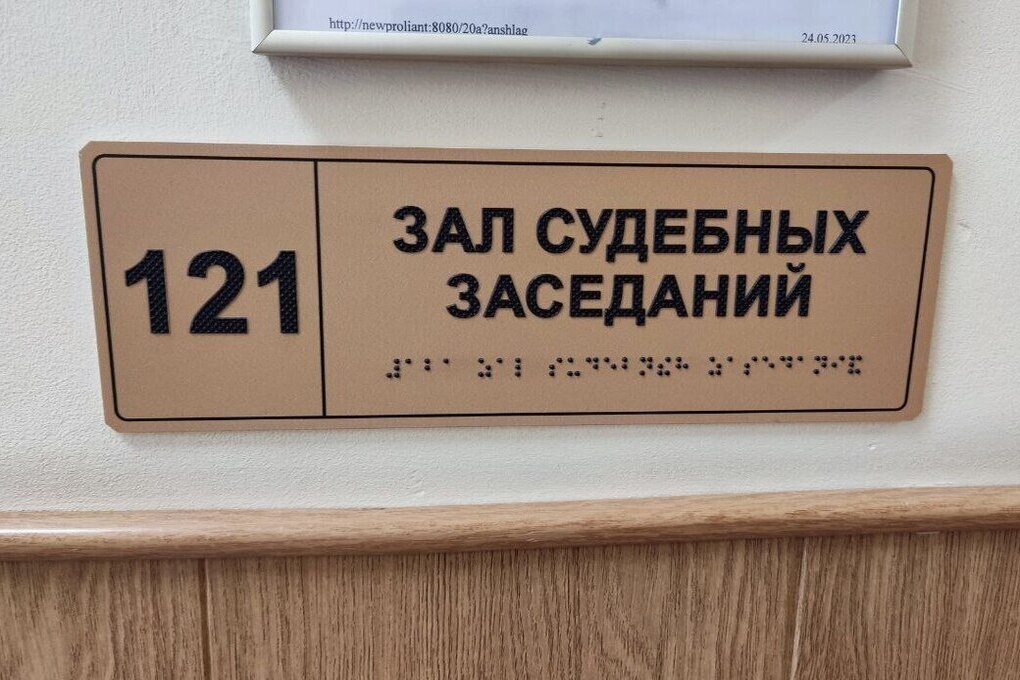 http://newproliant:8080/20a?anshlag
24.05.2023
121
ЗАЛ СУДЕБНЫХ
ЗАСЕДАНИЙ
⠼⠁⠃⠁ ⠵⠁⠇ ⠎⠥⠙⠑⠃⠝⠮⠓ ⠵⠁⠎⠑⠙⠁⠝⠊⠯